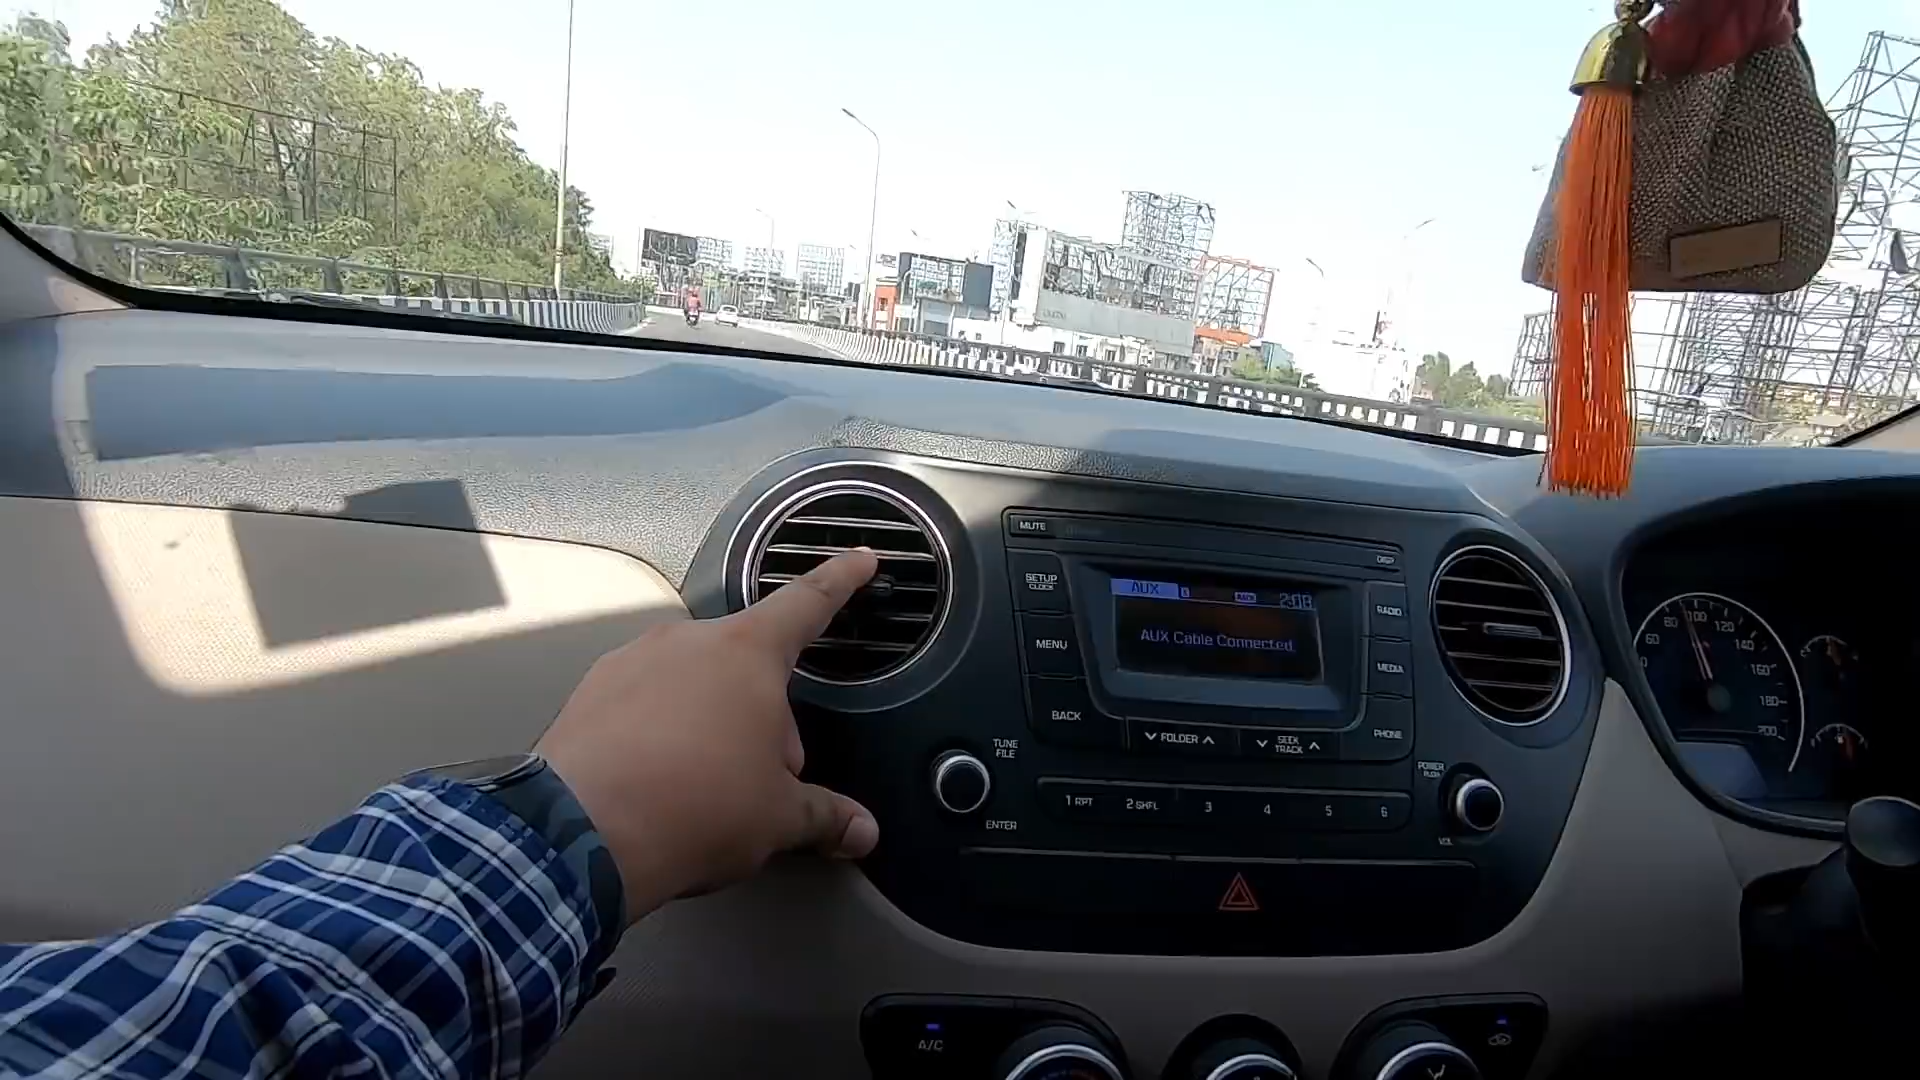 MUTE
DISP
SETUP
CLOCK
AUX
2:08
RADIO
AUX Cable Connected.
MENU
MEDIA
BACK
FOLDER
SEEK
TRACK
PHONE
TUNE
FILE
POWER
PUSH
1 RPT
2 SHFL
3
4
5
6
ENTER
VOL
A/C
60
80
100
120
140
160
180
200